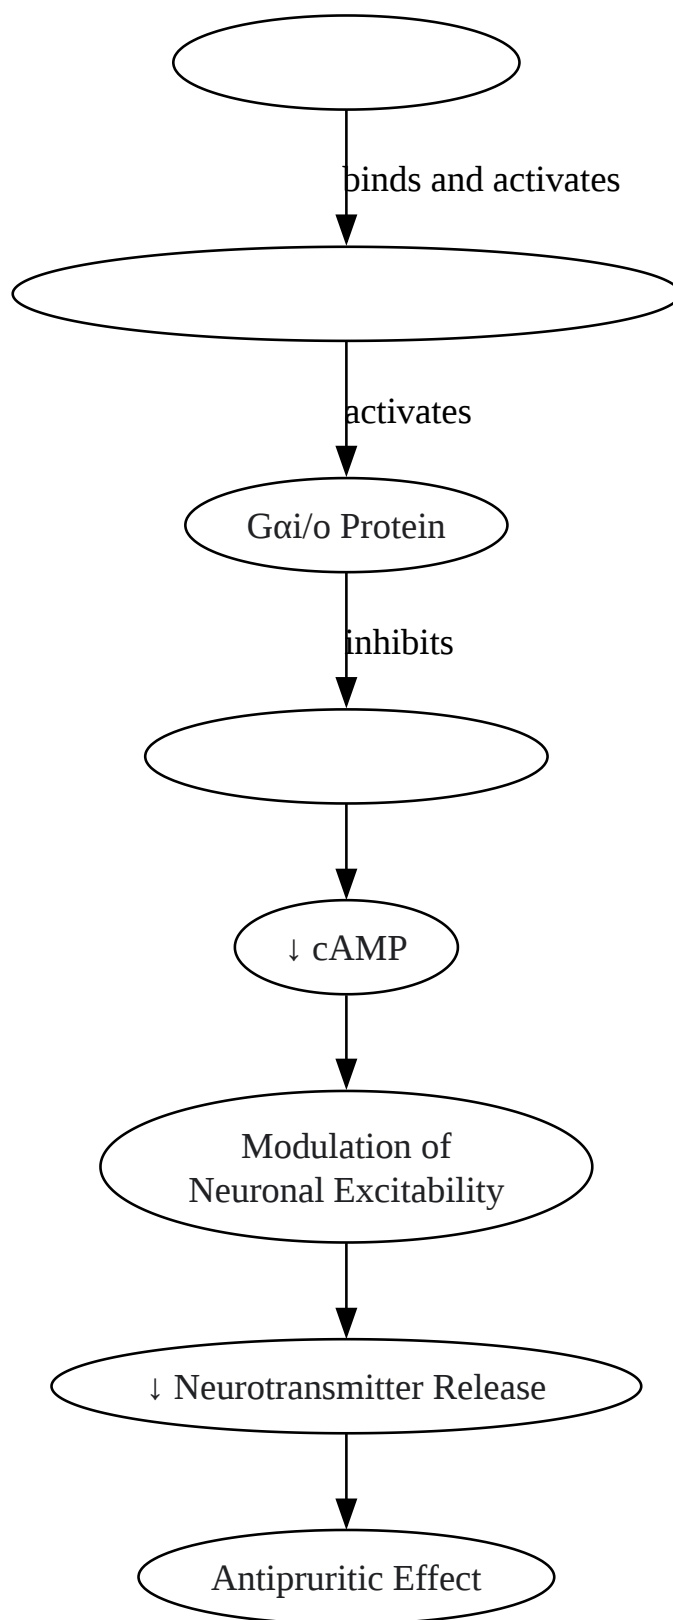 binds and activates
activates
Gαi/o Protein
inhibits
↓ cAMP
Modulation of
Neuronal Excitability
↓ Neurotransmitter Release
Antipruritic Effect